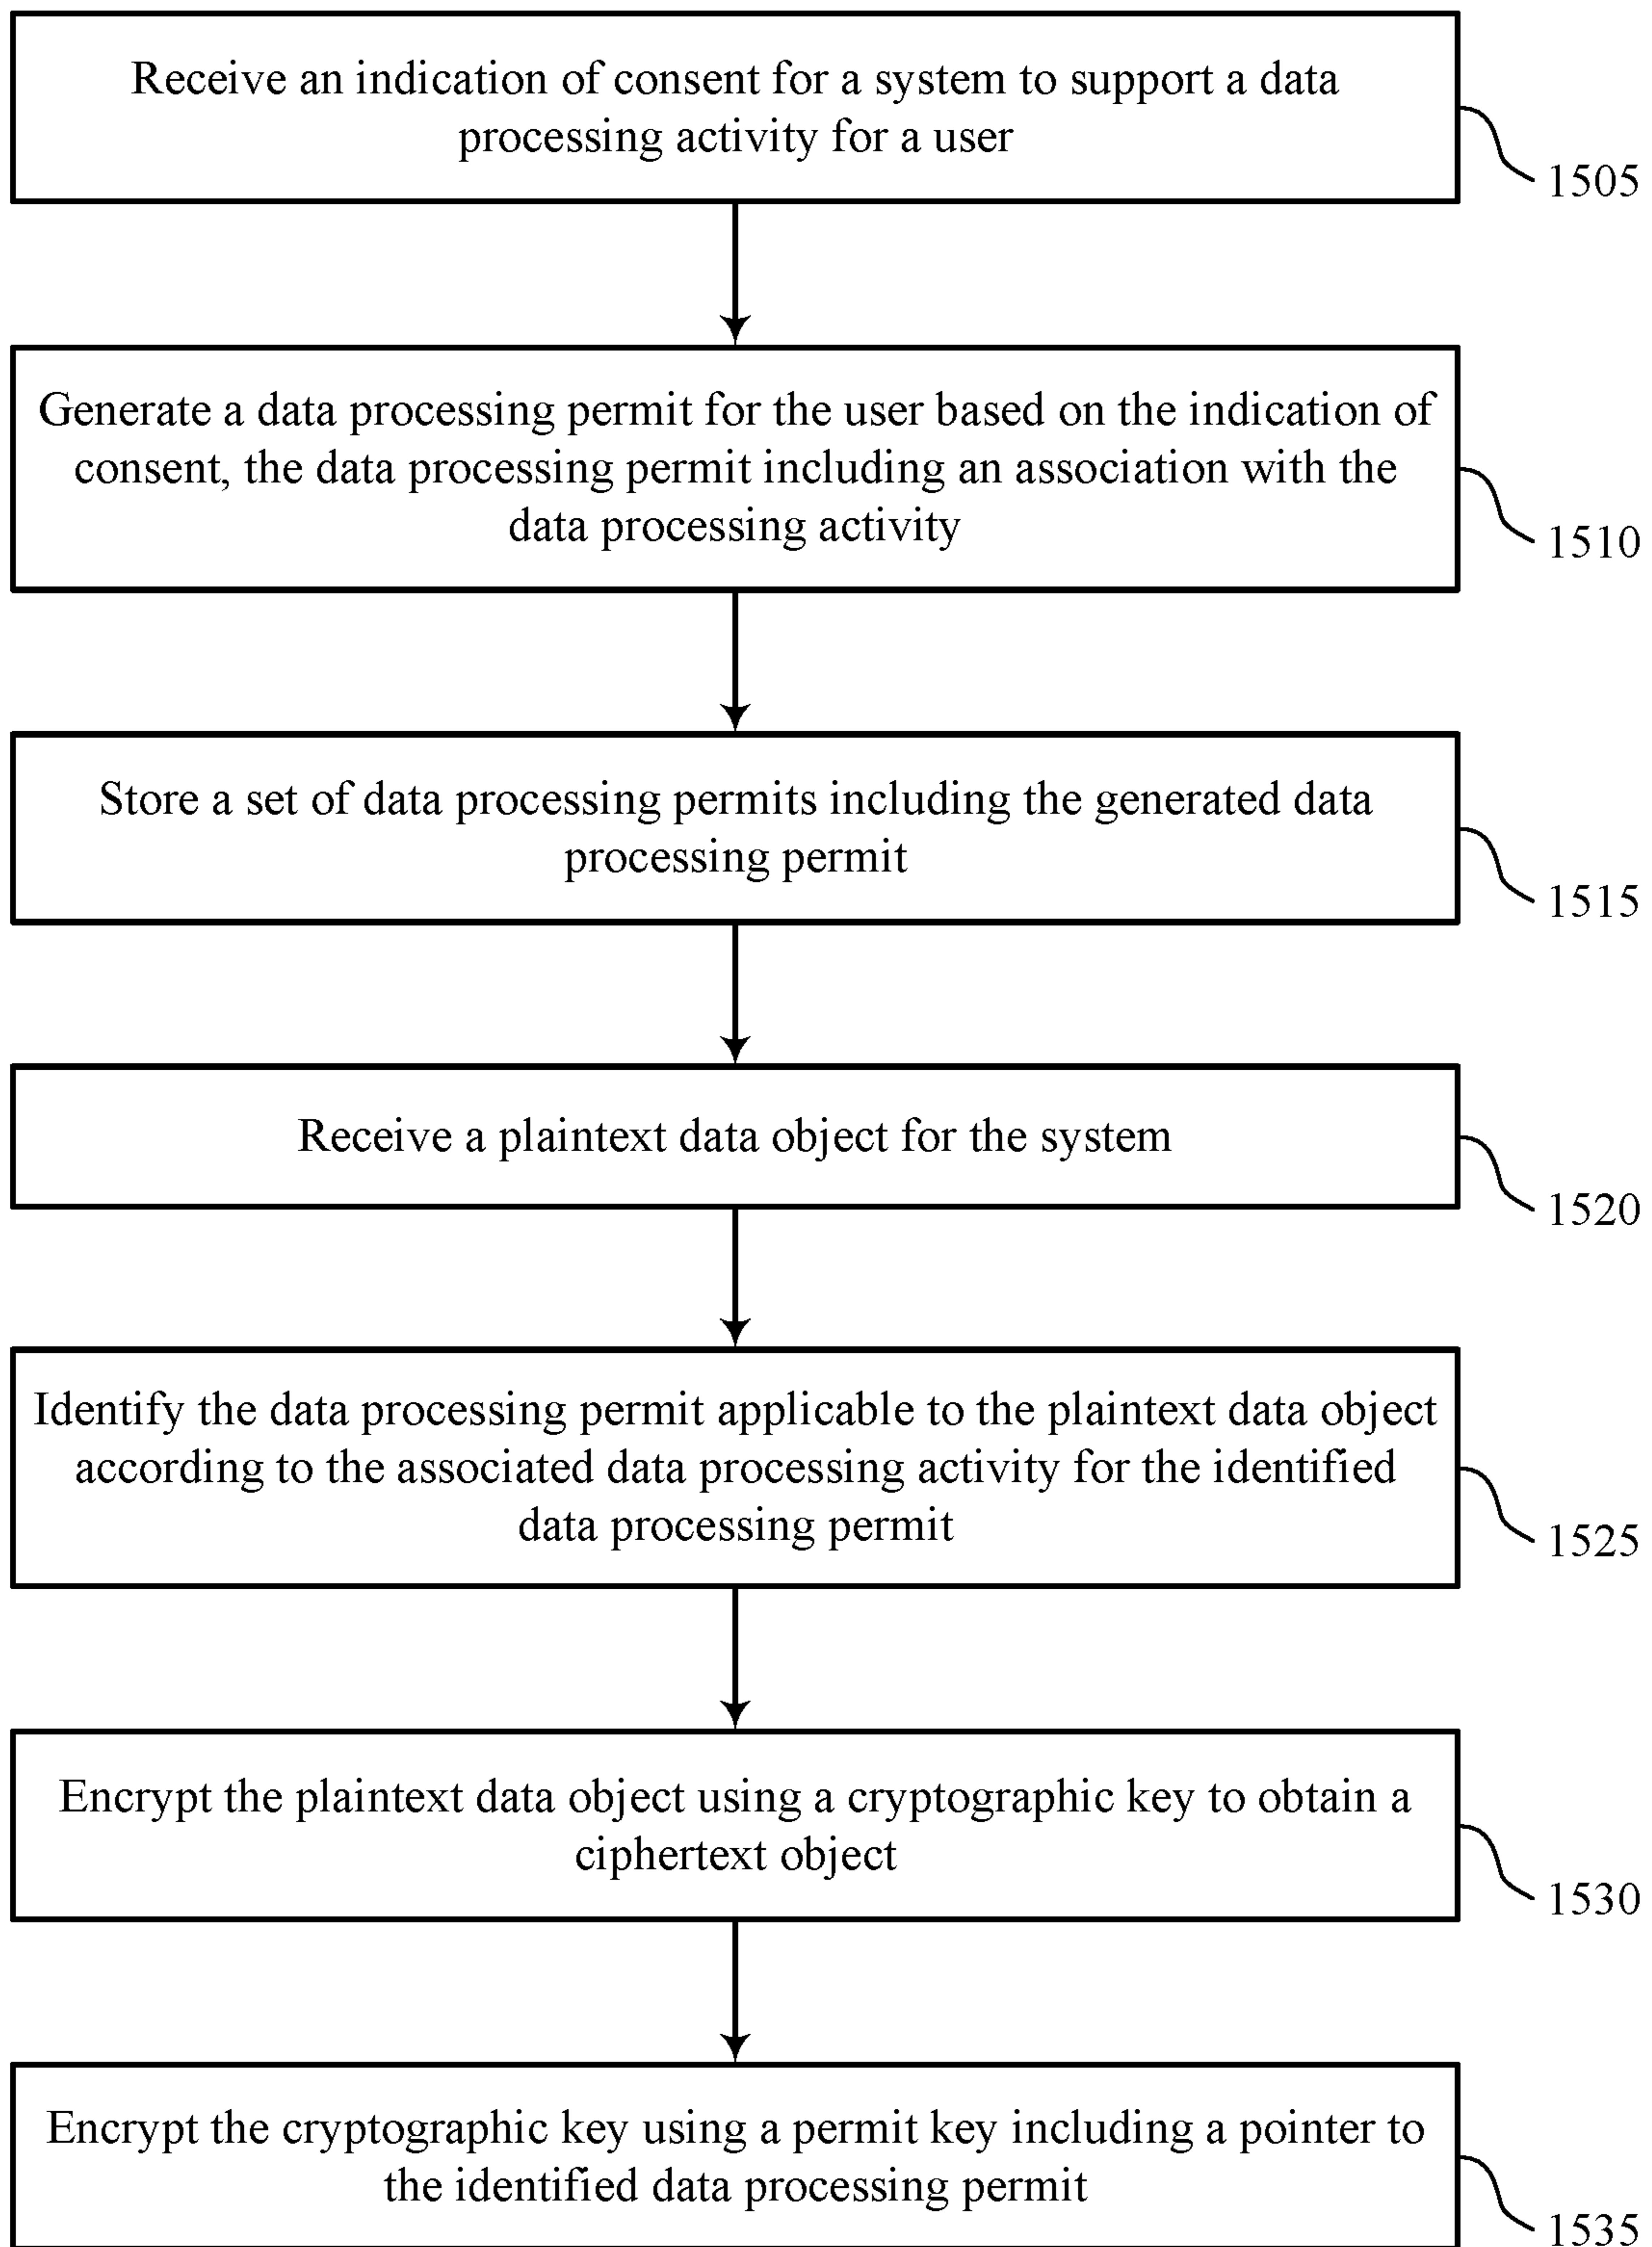 Receive an indication of consent for a system to support a data
processing activity for a user
1505
Generate a data processing permit for the user based on the indication of
consent, the data processing permit including an association with the
data processing activity
1510
Store a set of data processing permits including the generated data
processing permit
1515
Receive a plaintext data object for the system
1520
Identify the data processing permit applicable to the plaintext data object
according to the associated data processing activity for the identified
data processing permit
1525
Encrypt the plaintext data object using a cryptographic key to obtain a
ciphertext object
1530
Encrypt the cryptographic key using a permit key including a pointer to
the identified data processing permit
1535